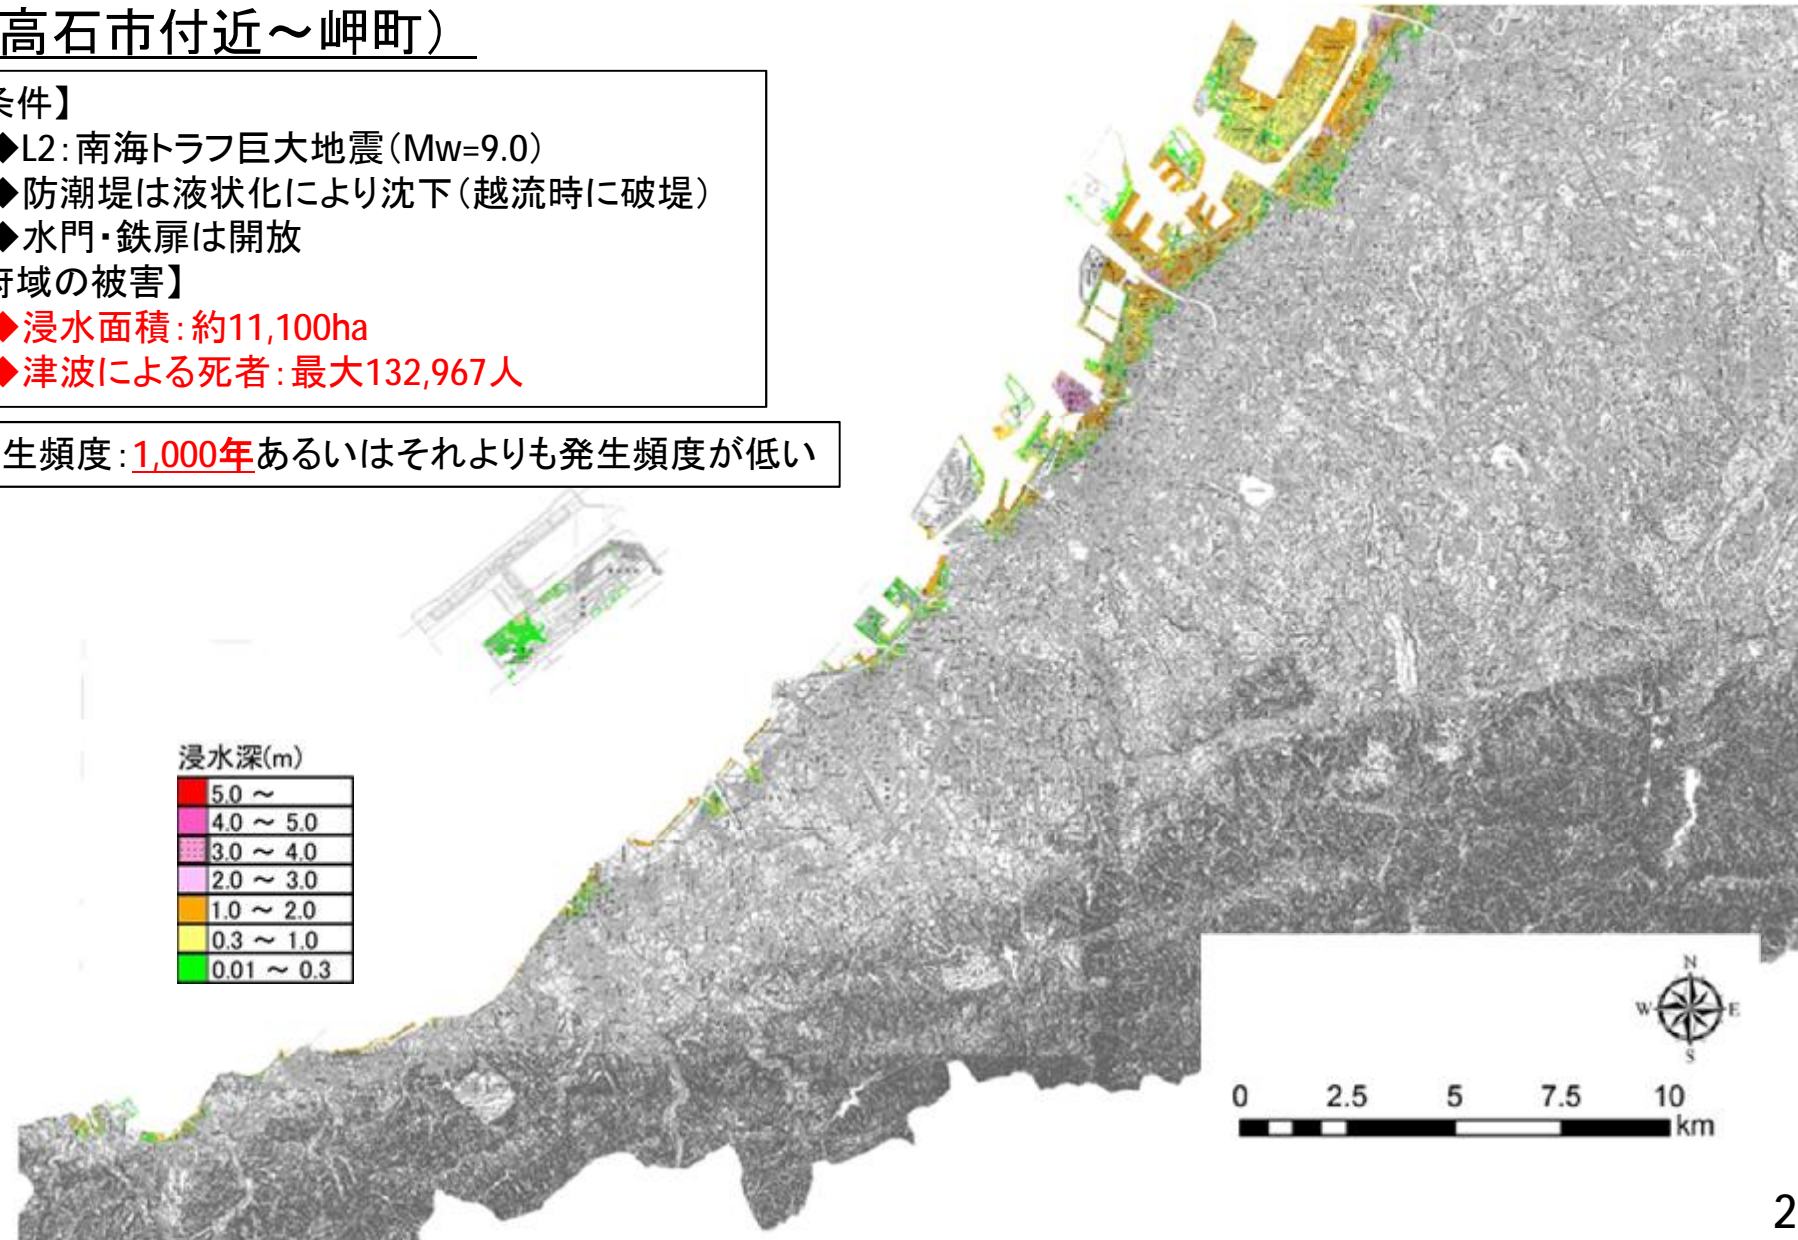 高石市付近～岬町）
条件】
◆L2：南海トラフ巨大地震（Mw=9.0）
◆防潮堤は液状化により沈下（越流時に破堤）
◆水門・鉄扉は開放
府域の被害】
◆浸水面積：約11,100ha
◆津波による死者：最大132,967人
生頻度：1,000年あるいはそれよりも発生頻度が低い
浸水深(m)
5.0 ～
4.0 ～ 5.0
3.0 ～ 4.0
2.0 ～ 3.0
1.0 ～ 2.0
0.3 ～ 1.0
0.01 ～ 0.3
N
W E
S
0 2.5 5 7.5 10
km
2